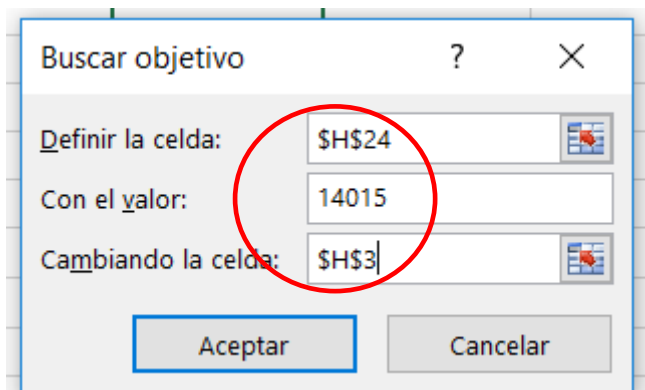 Buscar objetivo ?
Definir la celda: $H$24
Con el valor: 14015
Cambiando la celda: $H$3
Aceptar Cancelar